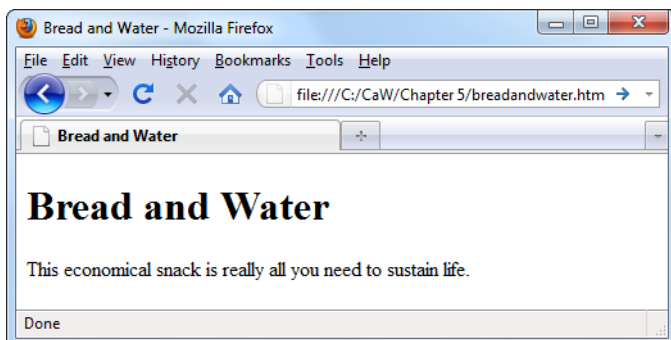 Bread and Water - Mozilla Firefox
File Edit View History Bookmarks Tools Help
file:///C:/CaW/Chapter 5/breadandwater.htm
Bread and Water
Bread and Water
This economical snack is really all you need to sustain life.
Done